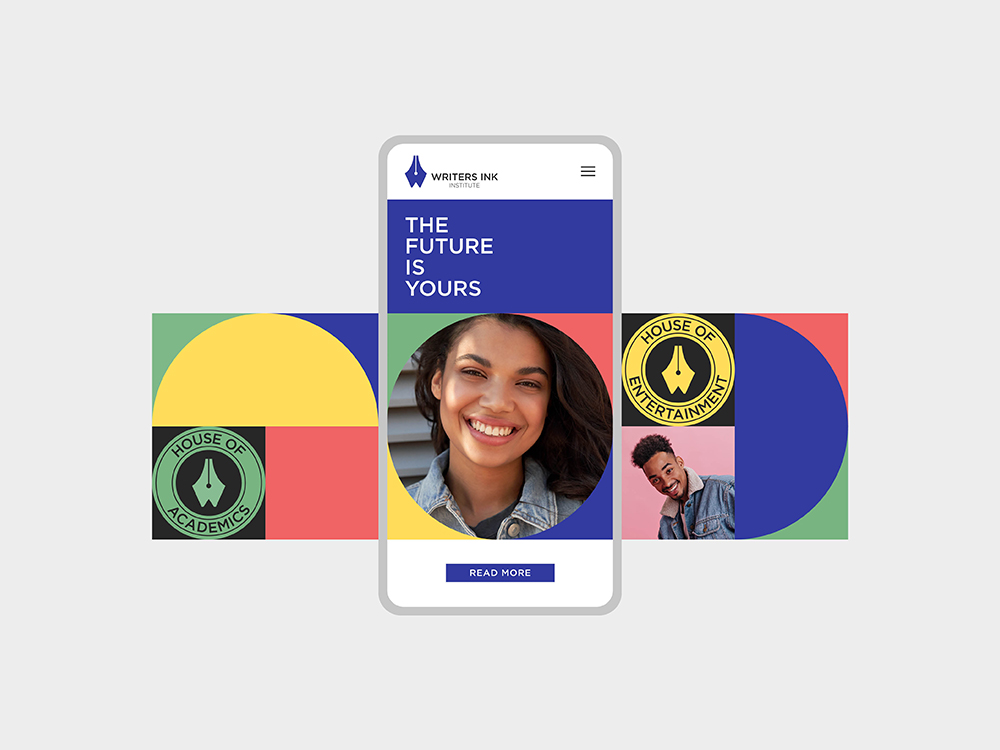 WRITERS INK
INSTITUTE
THE
FUTURE
IS
YOURS
HOUSE OF
ENTERTAINMENT
HOUSE OF
ACADEMICS
READ MORE